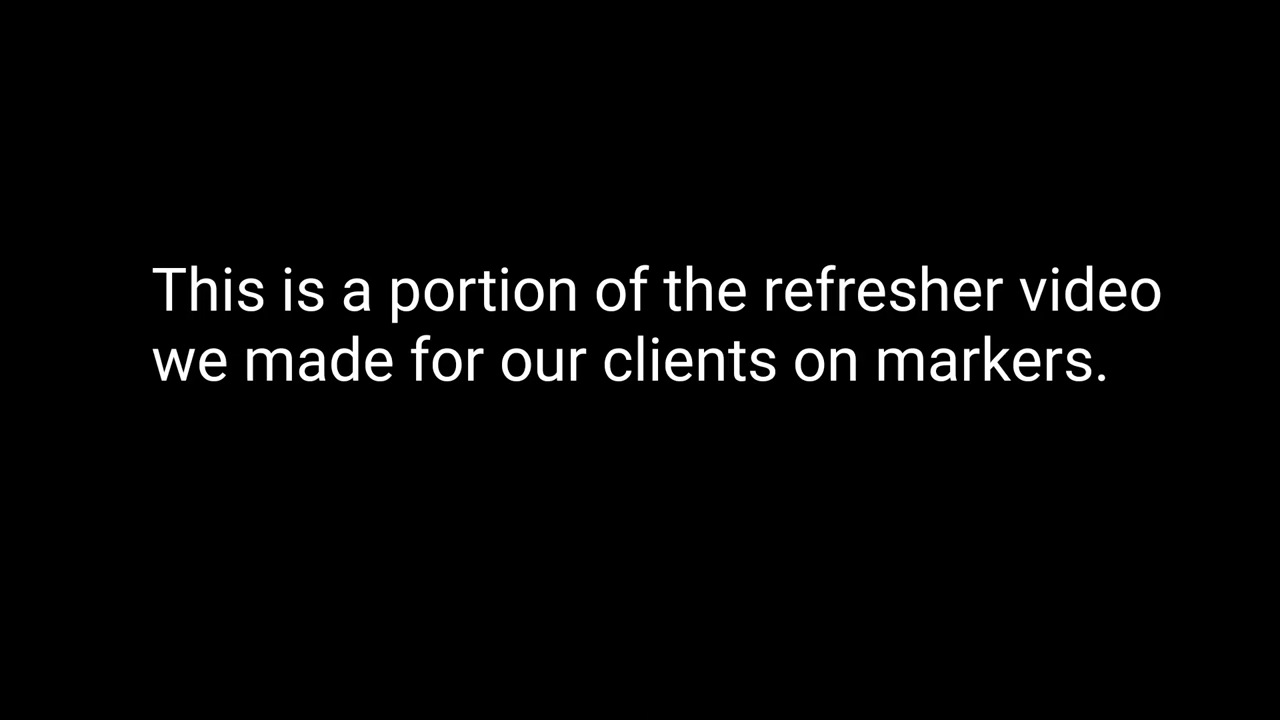 This is a portion of the refresher video
we made for our clients on markers.